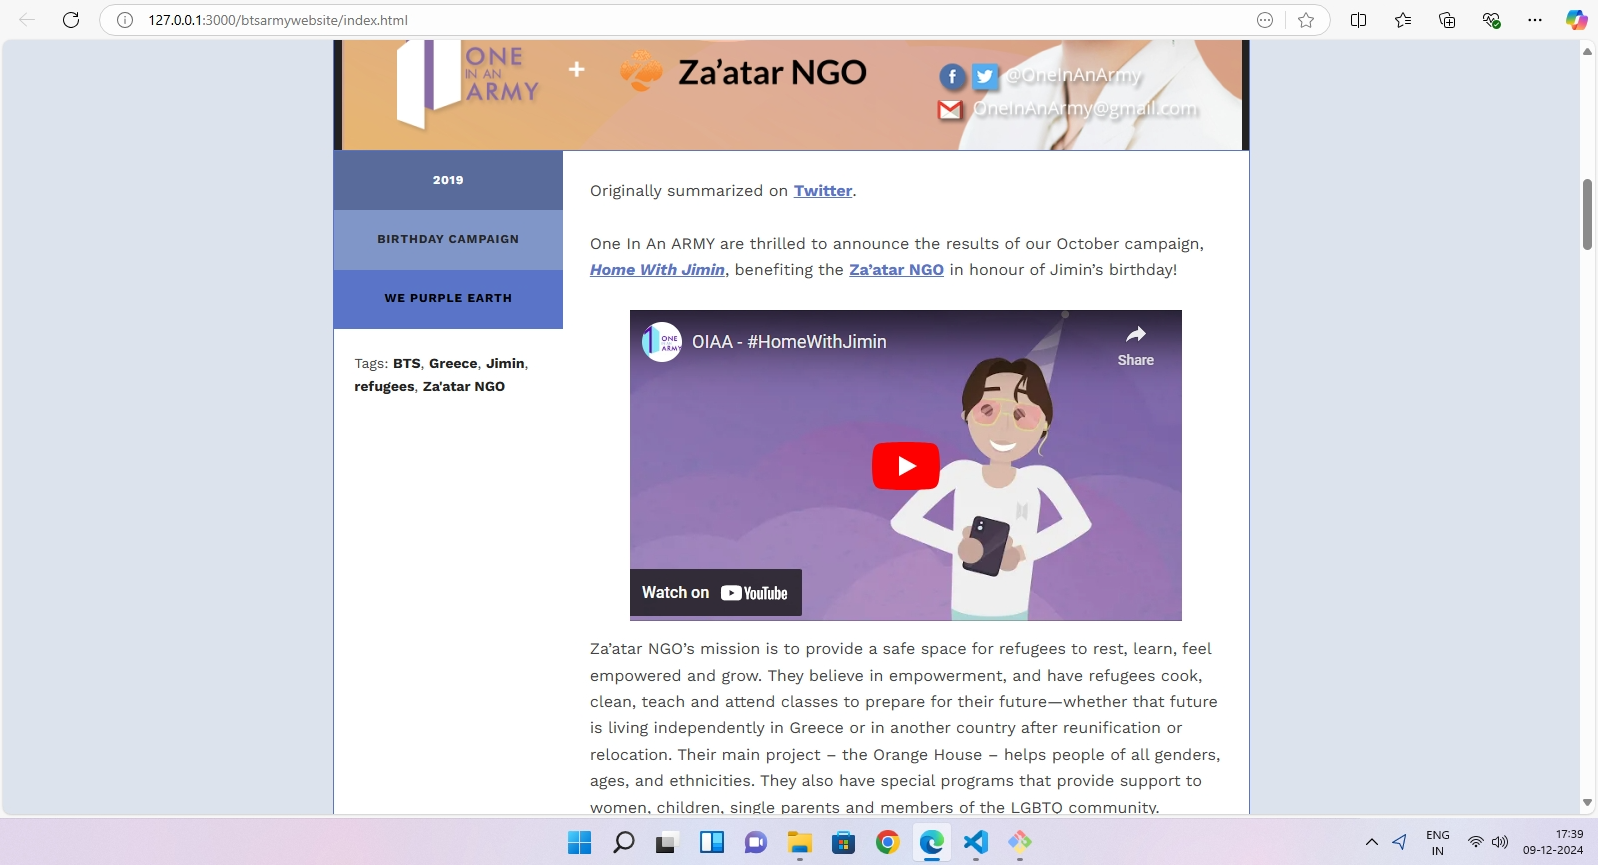 127.0.0.1:3000/btsarmywebsite/index.html
ONE
IN AN
ARMY
+
Za’atar NGO
@OneInAnArmy
OneInAnArmy@gmail.com
2019
BIRTHDAY CAMPAIGN
WE PURPLE EARTH
Tags: BTS, Greece, Jimin,
refugees, Za'atar NGO
Originally summarized on Twitter.
One In An ARMY are thrilled to announce the results of our October campaign,
Home With Jimin, benefiting the Za’atar NGO in honour of Jimin’s birthday!
ONE
ARMY
OIAA - #HomeWithJimin
Share
Watch on YouTube
Za’atar NGO’s mission is to provide a safe space for refugees to rest, learn, feel
empowered and grow. They believe in empowerment, and have refugees cook,
clean, teach and attend classes to prepare for their future—whether that future
is living independently in Greece or in another country after reunification or
relocation. Their main project – the Orange House – helps people of all genders,
ages, and ethnicities. They also have special programs that provide support to
women, children, single parents and members of the LGBTQ community.
ENG
IN
17:39
09-12-2024